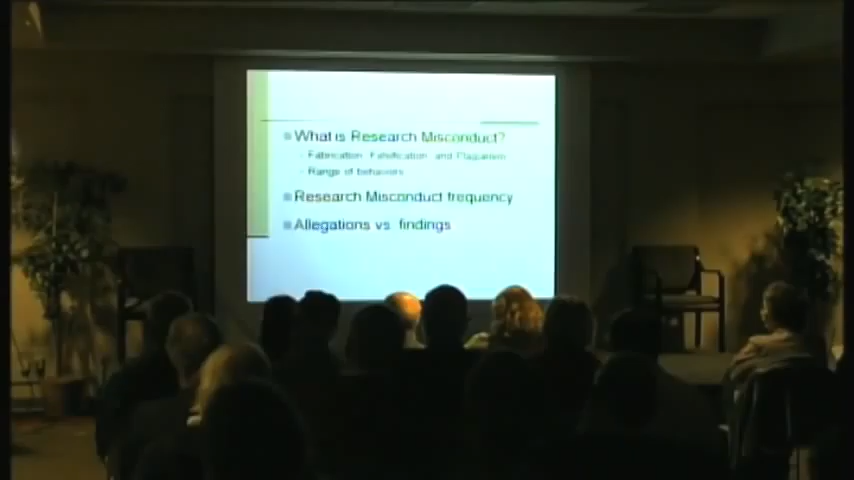 What is Research Misconduct?
Fabrication, Falsification, and Plagiarism
Range of behaviors
Research Misconduct frequency
Allegations vs. findings